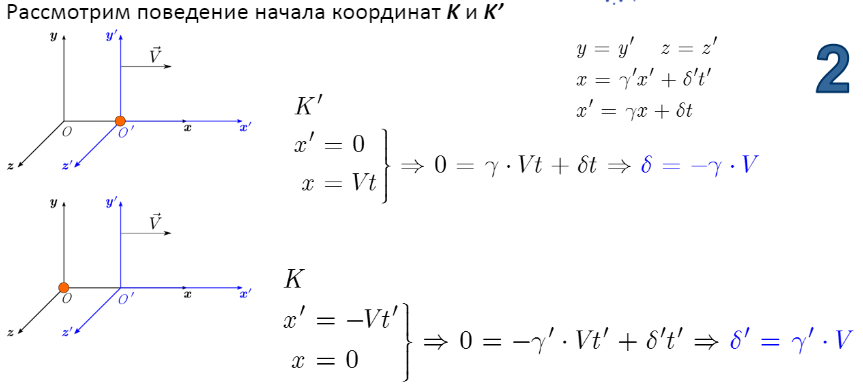 Рассмотрим поведение начала координат K и K′
y = y′ z = z′
x = γ′x′ + δ′t′
x′ = γx + δt
2
y y′ V⃗
O O′ x x′
z z′
K′
x′ = 0
x = Vt
} ⇒ 0 = γ · Vt + δt ⇒ δ = −γ · V
y y′ V⃗
O O′ x x′
z z′
K
x′ = −Vt′
x = 0
} ⇒ 0 = −γ′ · Vt′ + δ′t′ ⇒ δ′ = γ′ · V